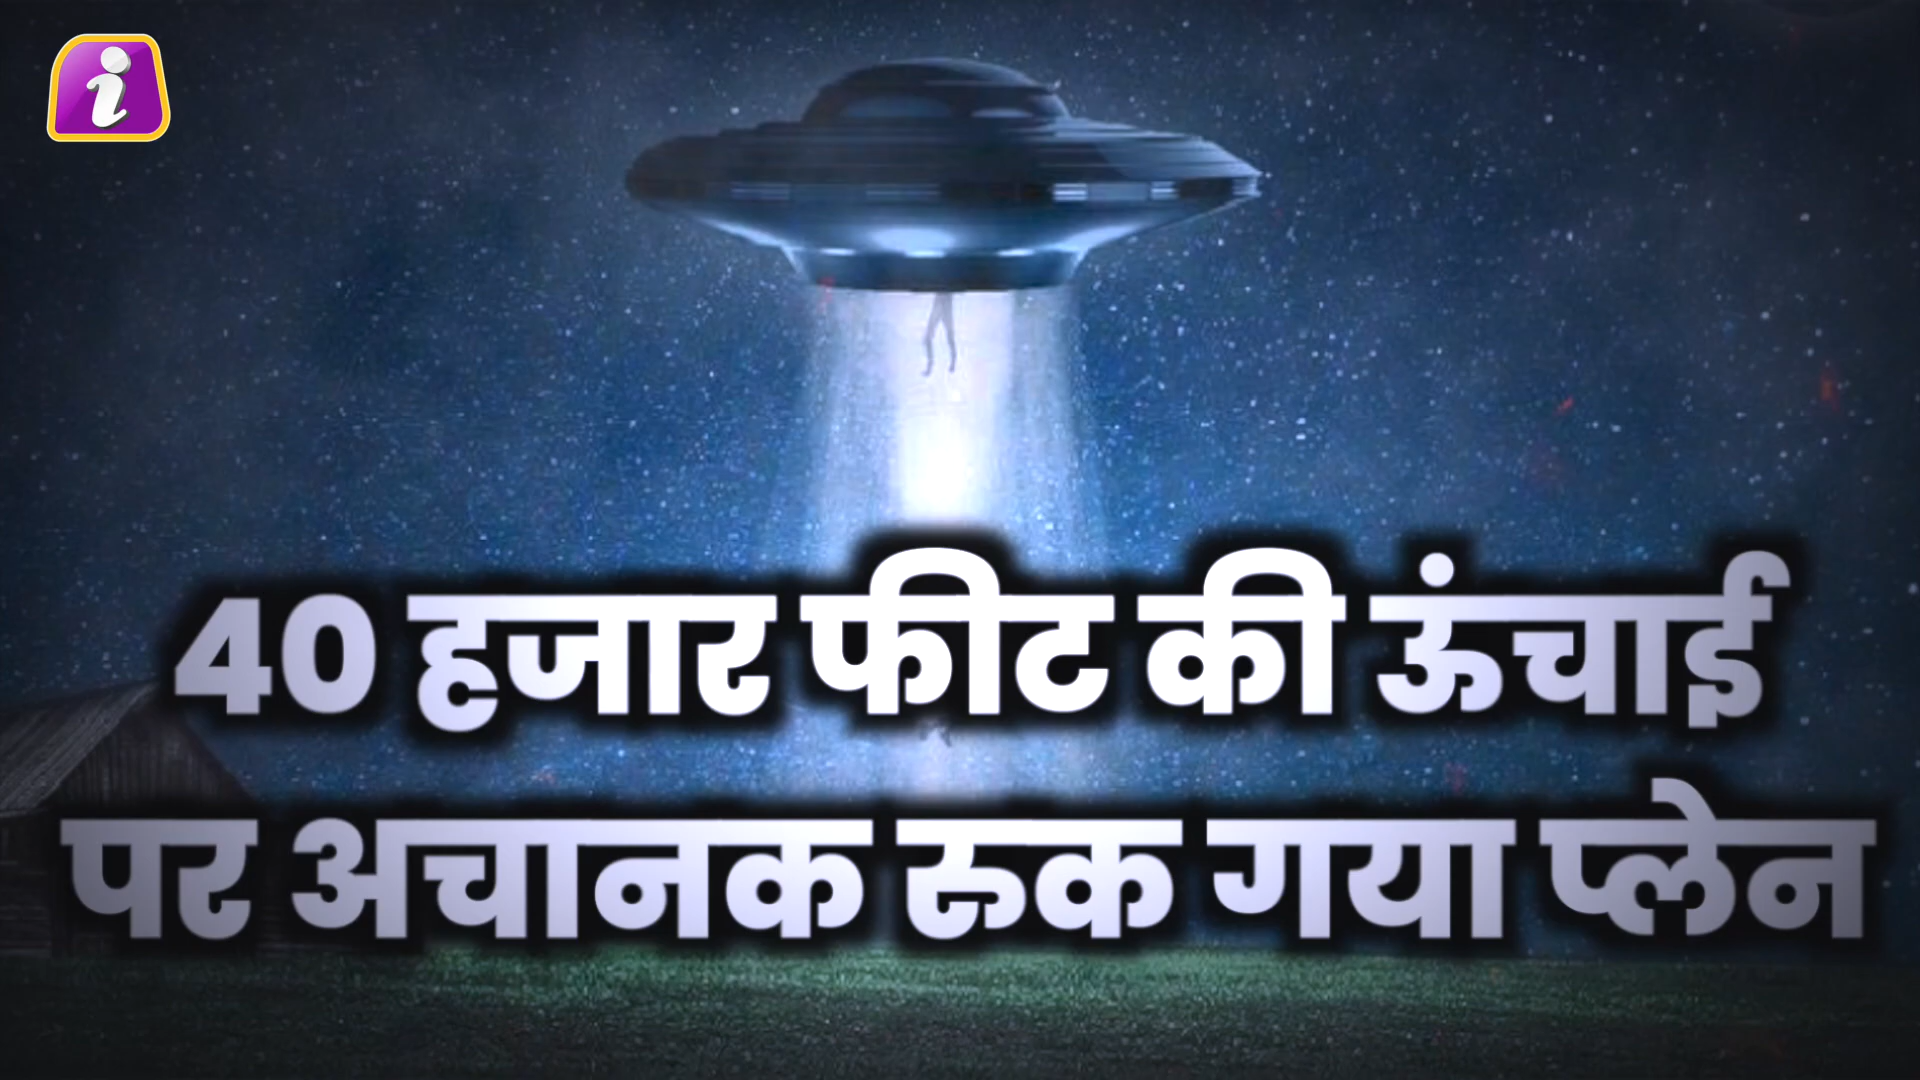 i
40 हजार फीट की ऊंचाई
पर अचानक रुक गया प्लेन